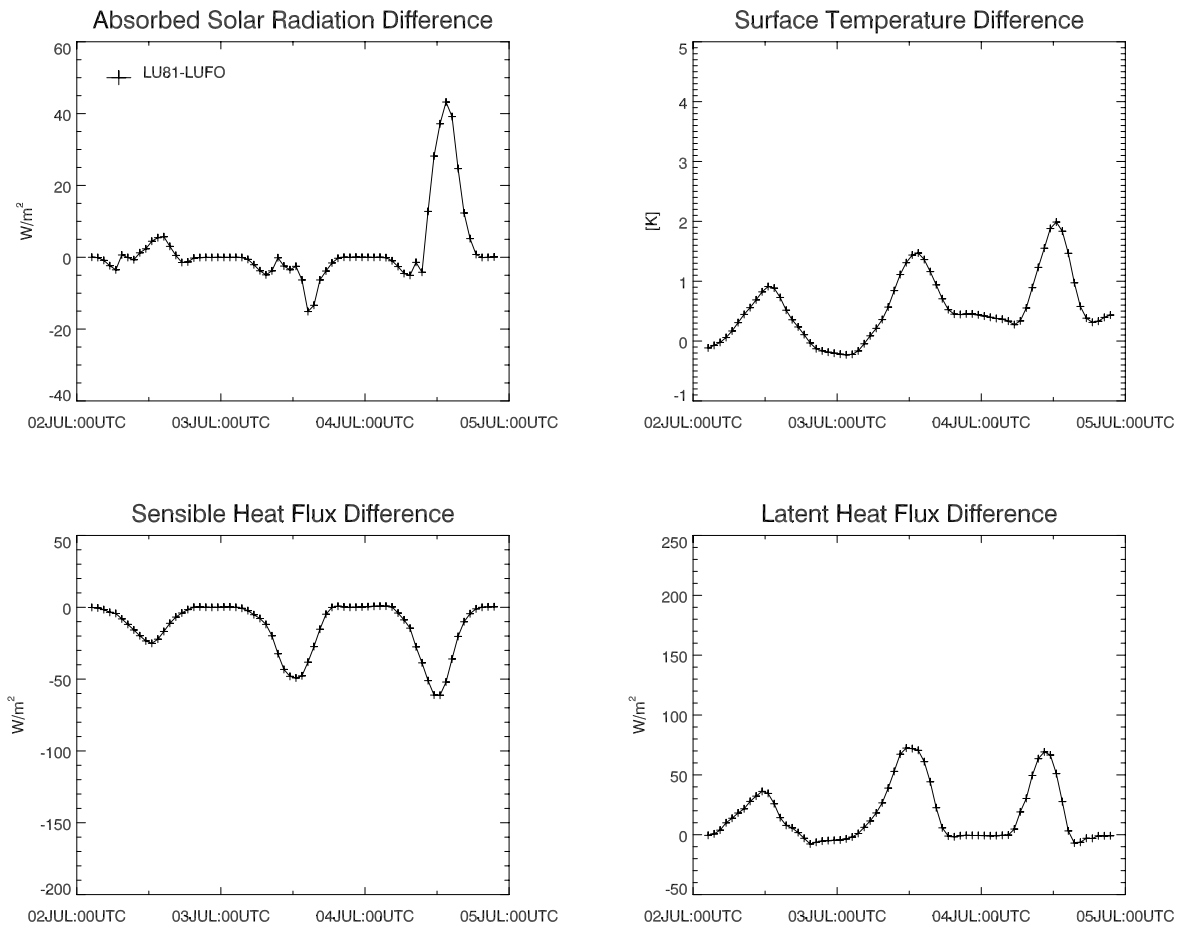 Absorbed Solar Radiation Difference
60
40
20
0
-20
-40
W/m²
LU81-LUFO
02JUL:00UTC 03JUL:00UTC 04JUL:00UTC 05JUL:00UTC
Surface Temperature Difference
5
4
3
2
1
0
-1
[K]
02JUL:00UTC 03JUL:00UTC 04JUL:00UTC 05JUL:00UTC
Sensible Heat Flux Difference
50
0
-50
-100
-150
-200
W/m²
02JUL:00UTC 03JUL:00UTC 04JUL:00UTC 05JUL:00UTC
Latent Heat Flux Difference
250
200
150
100
50
0
-50
W/m²
02JUL:00UTC 03JUL:00UTC 04JUL:00UTC 05JUL:00UTC